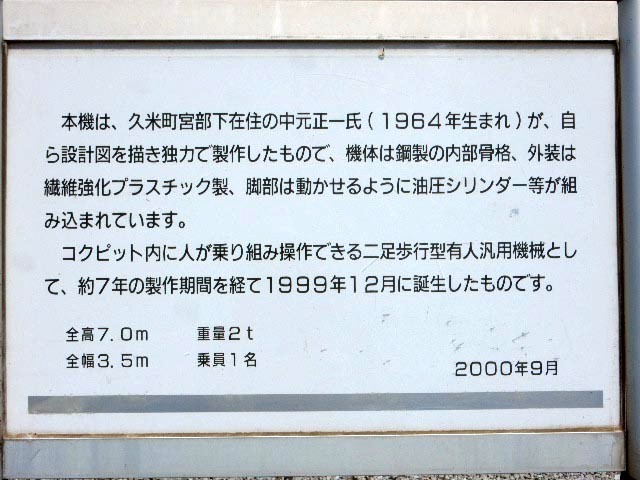 本機は、久米町宮部下在住の中元正一氏(1964年生まれ)が、自
ら設計図を描き独力で製作したもので、機体は鋼製の内部骨格、外装は
繊維強化プラスチック製、脚部は動かせるように油圧シリンダー等が組
み込まれています。
コクピット内に人が乗り組み操作できる二足歩行型有人汎用機械とし
て、約7年の製作期間を経て1999年12月に誕生したものです。
全高7.0m 重量2t
全幅3.5m 乗員1名
2000年9月